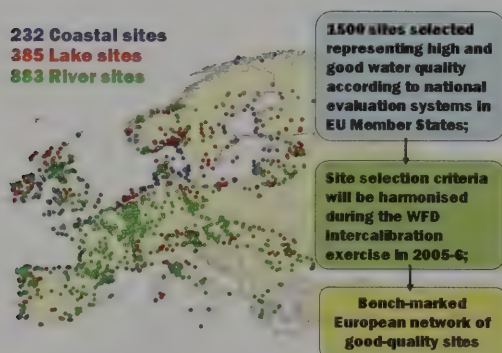 232 Coastal sites
385 Lake sites
883 River sites
1500 sites selected
representing high and
good water quality
according to national
evaluation systems in
EU Member States;
Site selection criteria
will be harmonised
during the WFD
intercalibration
exercise in 2005-6;
Bench-marked
European network of
good-quality sites